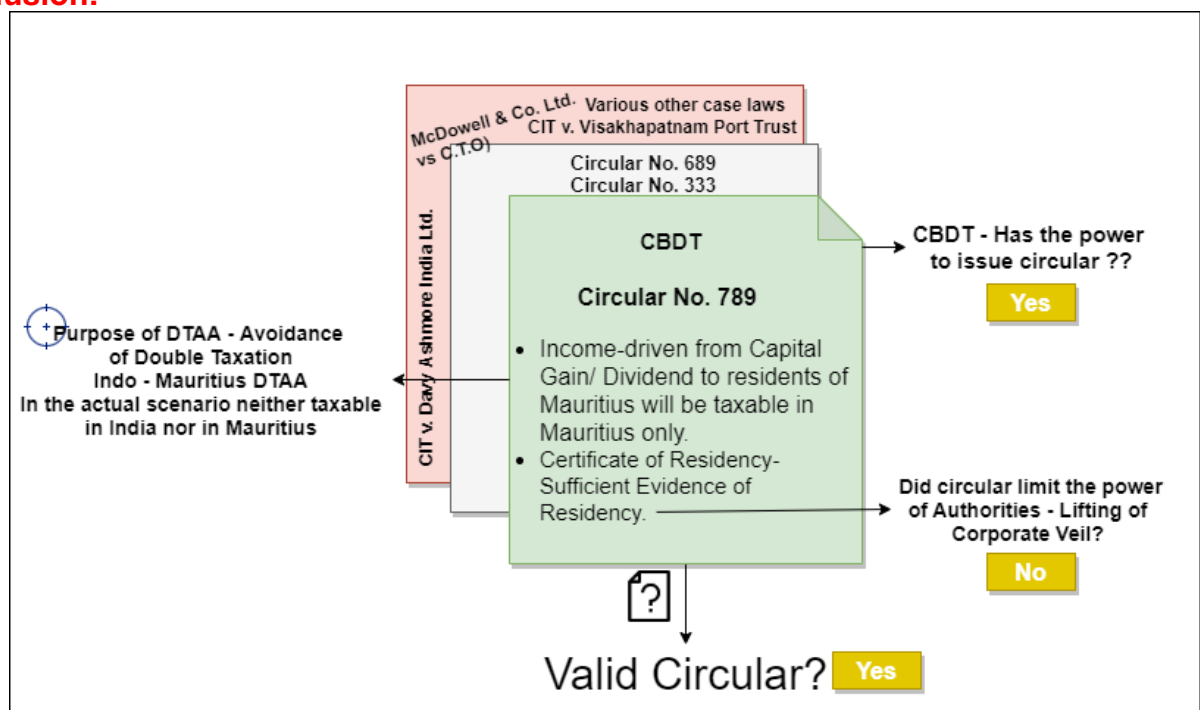 McDowell & Co. Ltd.
vs C.T.O)
Various other case laws
CIT v. Visakhapatnam Port Trust
CIT v. Davy Ashmore India Ltd.
Circular No. 689
Circular No. 333
CBDT
Circular No. 789
• Income-driven from Capital
Gain/ Dividend to residents of
Mauritius will be taxable in
Mauritius only.
• Certificate of Residency-
Sufficient Evidence of
Residency.
CBDT - Has the power
to issue circular ??
Yes
Purpose of DTAA - Avoidance
of Double Taxation
Indo - Mauritius DTAA
In the actual scenario neither taxable
in India nor in Mauritius
Did circular limit the power
of Authorities - Lifting of
Corporate Veil?
No
?
Valid Circular? Yes